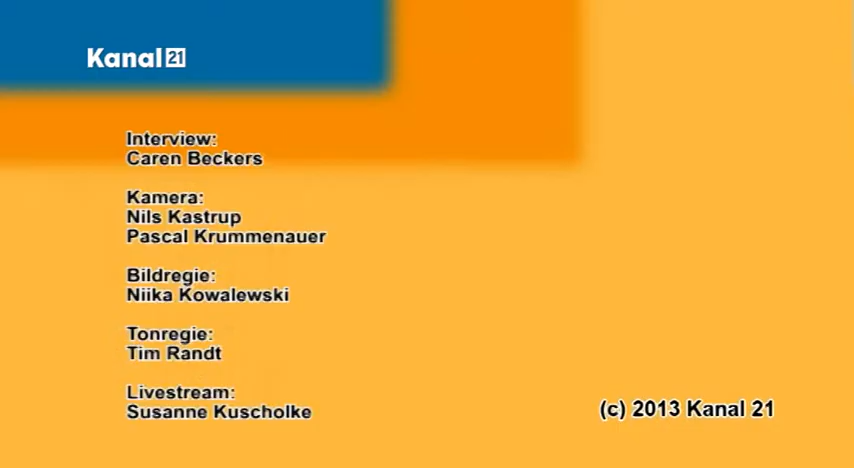 Kanal 21
Interview:
Caren Beckers
Kamera:
Nils Kastrup
Pascal Krummenauer
Bildregie:
Niika Kowalewski
Tonregie:
Tim Randt
Livestream:
Susanne Kuscholke
(c) 2013 Kanal 21